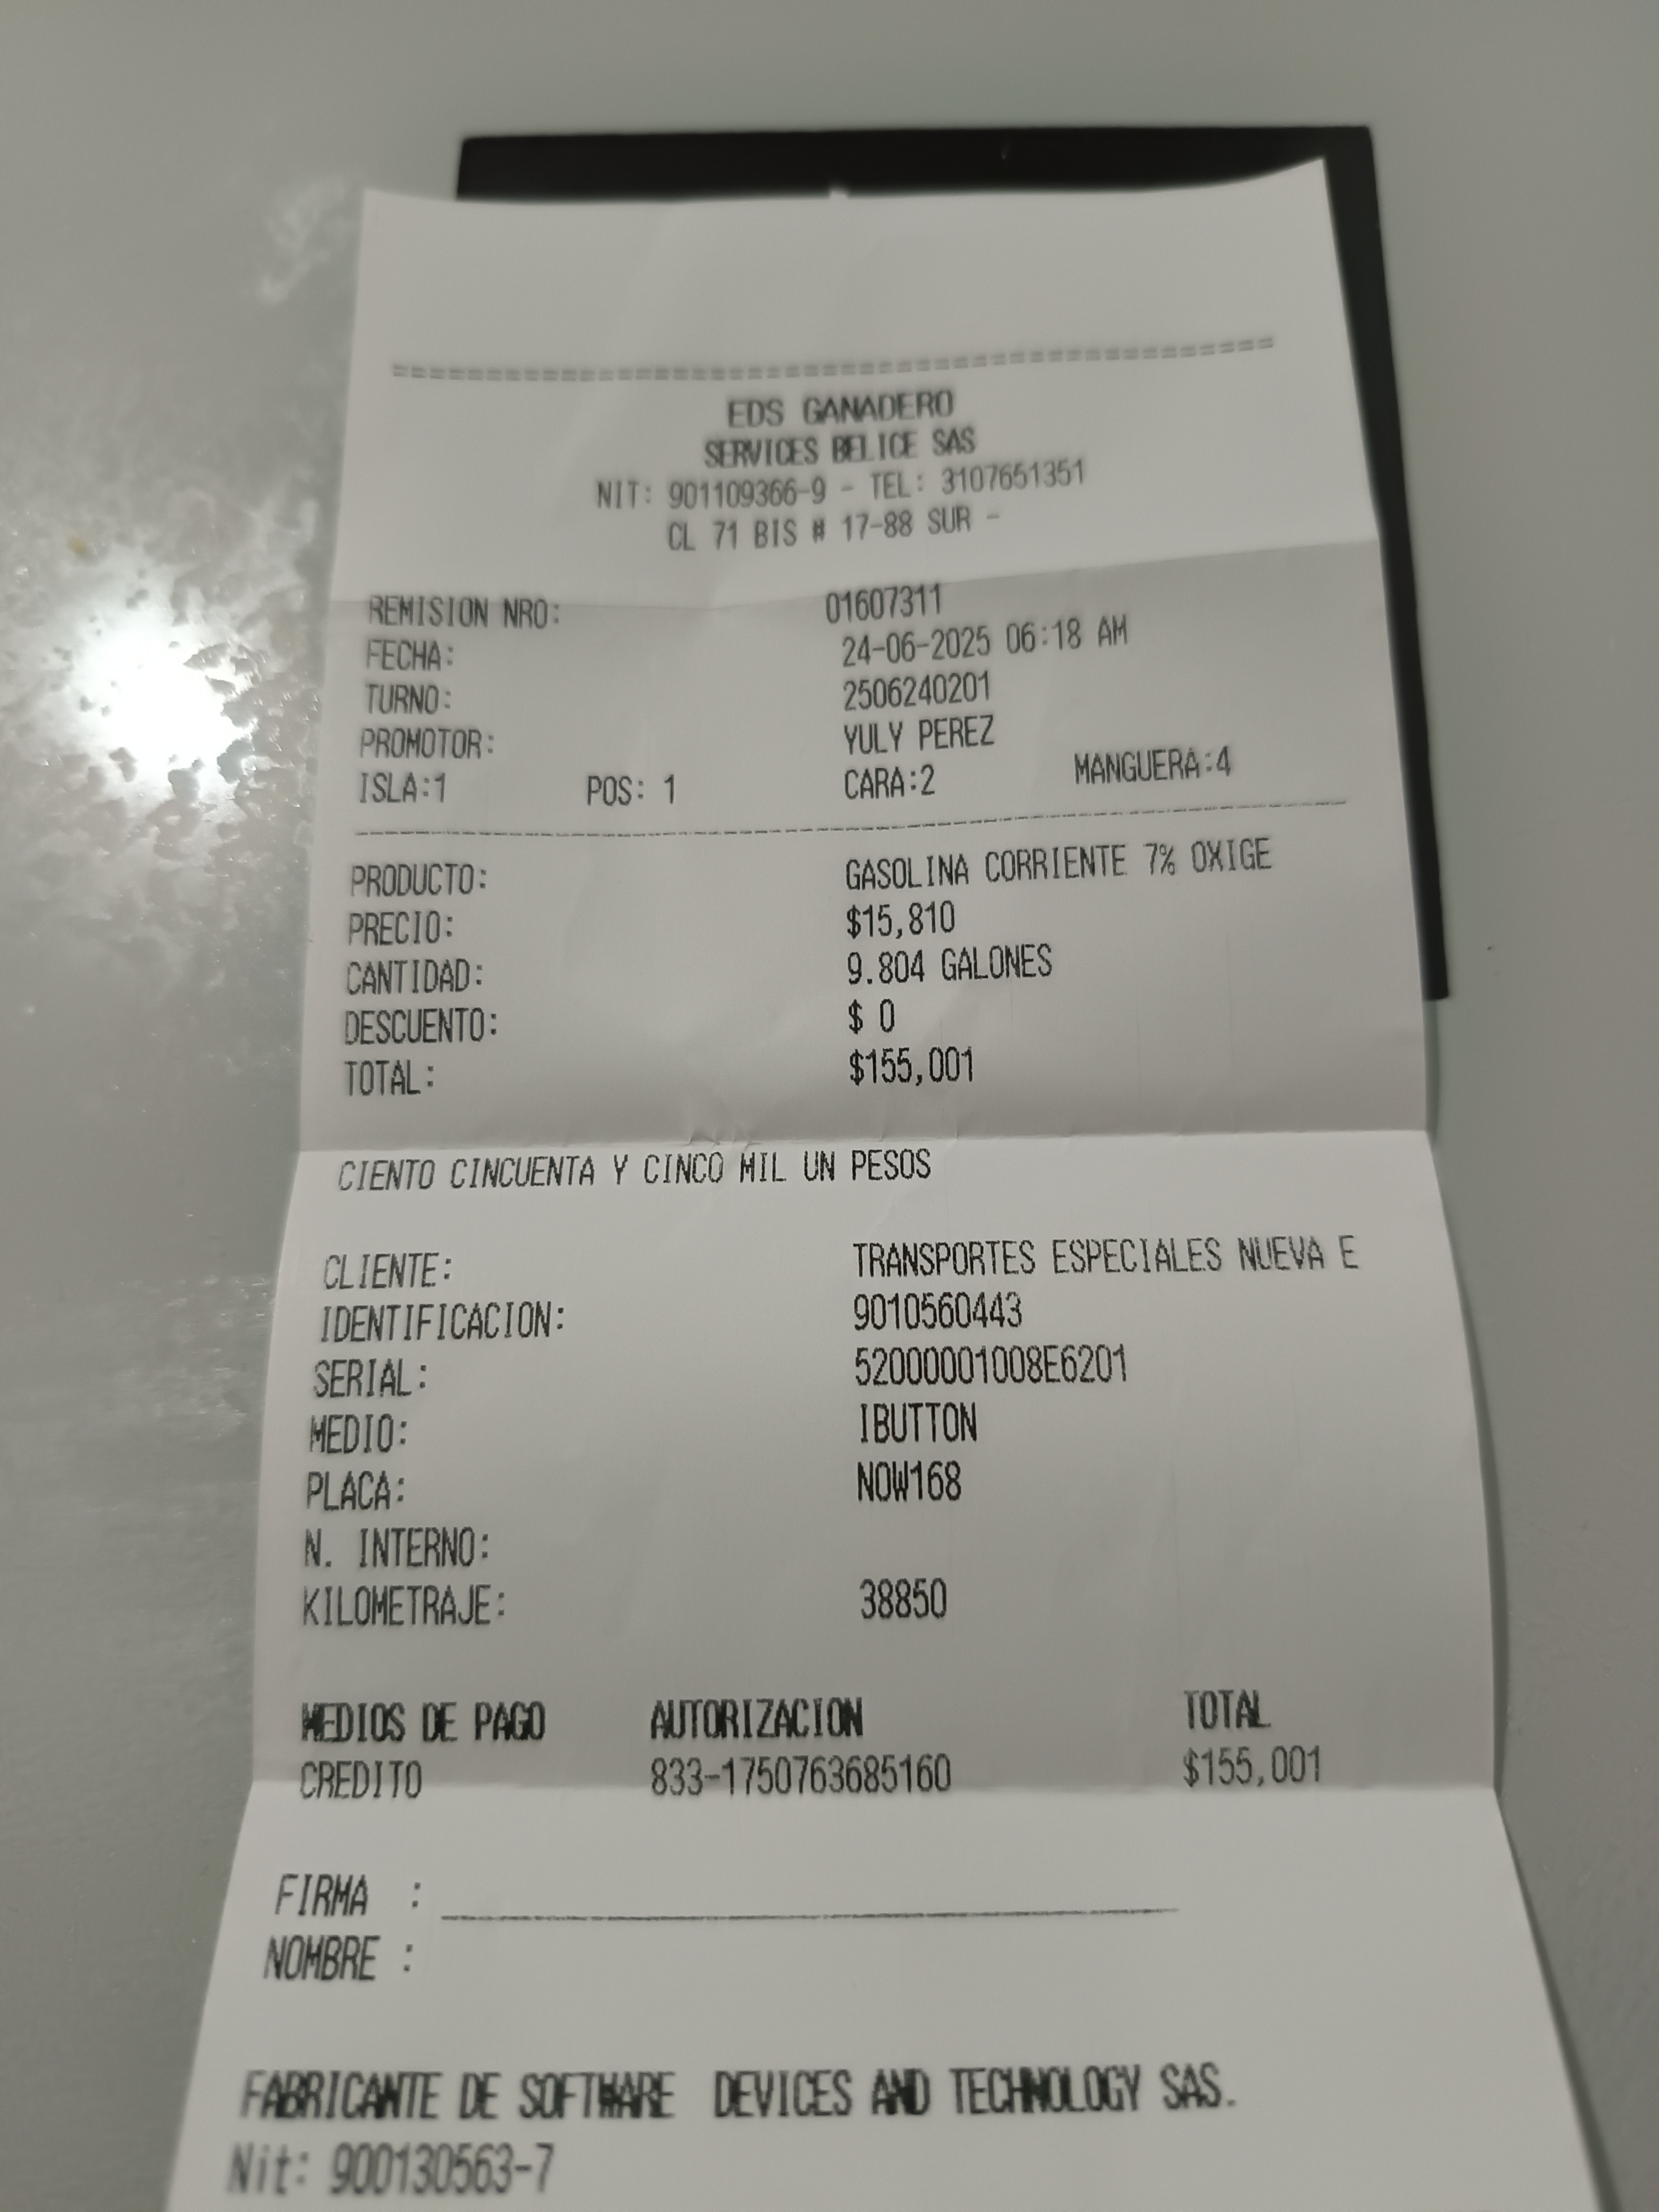 ================================================
EDS GANADERO
SERVICES BELICE SAS
NIT: 901109366-9 - TEL: 3107651351
CL 71 BIS # 17-88 SUR -
REMISION NRO: 01607311
FECHA: 24-06-2025 06:18 AM
TURNO: 2506240201
PROMOTOR: YULY PEREZ
ISLA:1 POS: 1 CARA:2 MANGUERA:4
PRODUCTO: GASOLINA CORRIENTE 7% OXIGE
PRECIO: $15,810
CANTIDAD: 9.804 GALONES
DESCUENTO: $ 0
TOTAL: $155,001
CIENTO CINCUENTA Y CINCO MIL UN PESOS
CLIENTE: TRANSPORTES ESPECIALES NUEVA E
IDENTIFICACION: 9010560443
SERIAL: 52000001008E6201
MEDIO: IBUTTON
PLACA: NOW168
N. INTERNO:
KILOMETRAJE: 38850
MEDIOS DE PAGO AUTORIZACION TOTAL
CREDITO 833-1750763685160 $155,001
FIRMA :
NOMBRE :
FABRICANTE DE SOFTWARE DEVICES AND TECHNOLOGY SAS.
Nit: 900130563-7